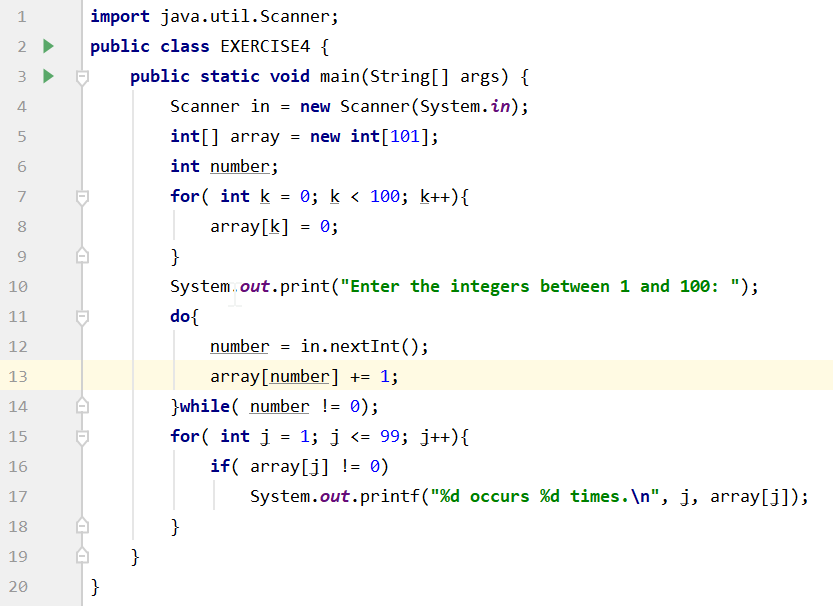 1 import java.util.Scanner;
2 public class EXERCISE4 {
3 public static void main(String[] args) {
4 Scanner in = new Scanner(System.in);
5 int[] array = new int[101];
6 int number;
7 for( int k = 0; k < 100; k++){
8 array[k] = 0;
9 }
10 System.out.print("Enter the integers between 1 and 100: ");
11 do{
12 number = in.nextInt();
13 array[number] += 1;
14 }while( number != 0);
15 for( int j = 1; j <= 99; j++){
16 if( array[j] != 0)
17 System.out.printf("%d occurs %d times.\n", j, array[j]);
18 }
19 }
20 }